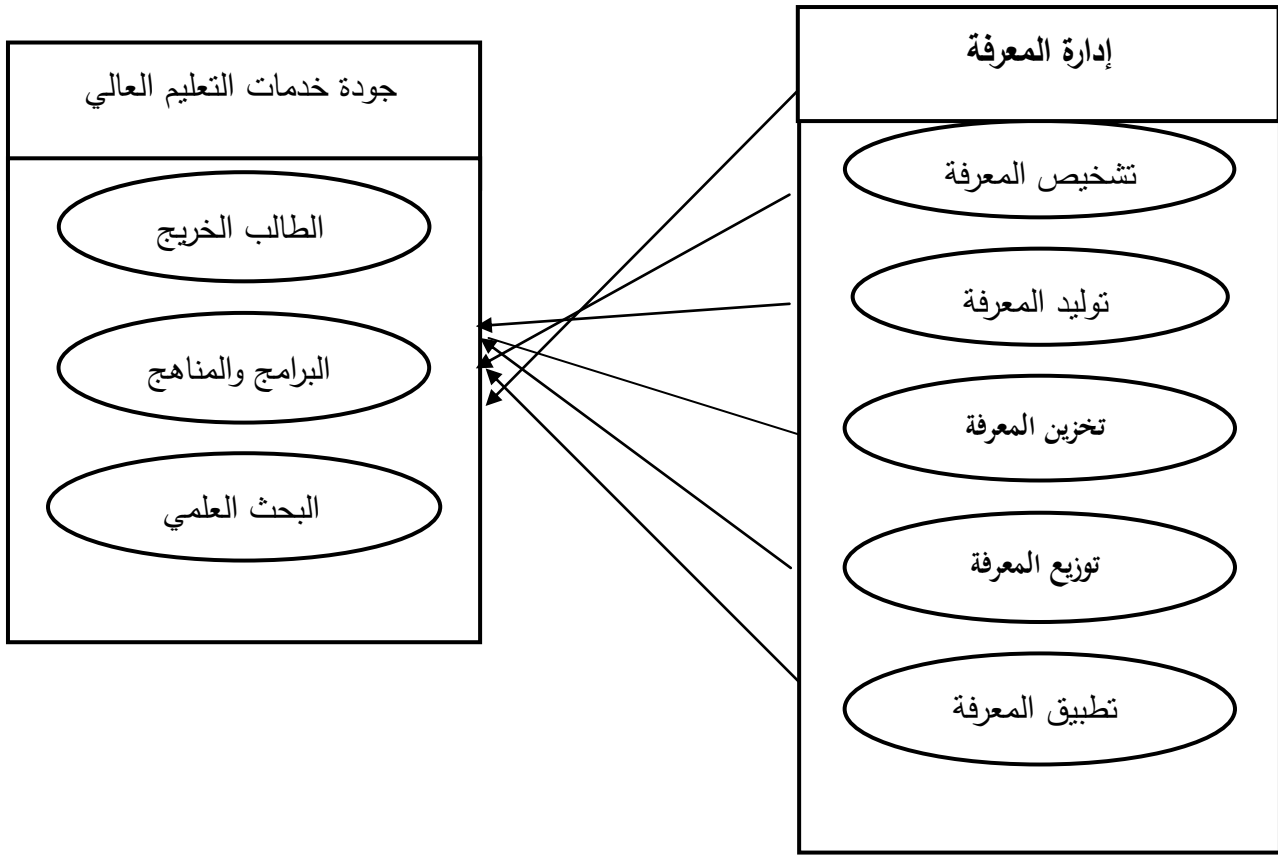 إدارة المعرفة
تشخيص المعرفة
توليد المعرفة
تخزين المعرفة
توزيع المعرفة
تطبيق المعرفة
جودة خدمات التعليم العالي
الطالب الخريج
البرامج والمناهج
البحث العلمي